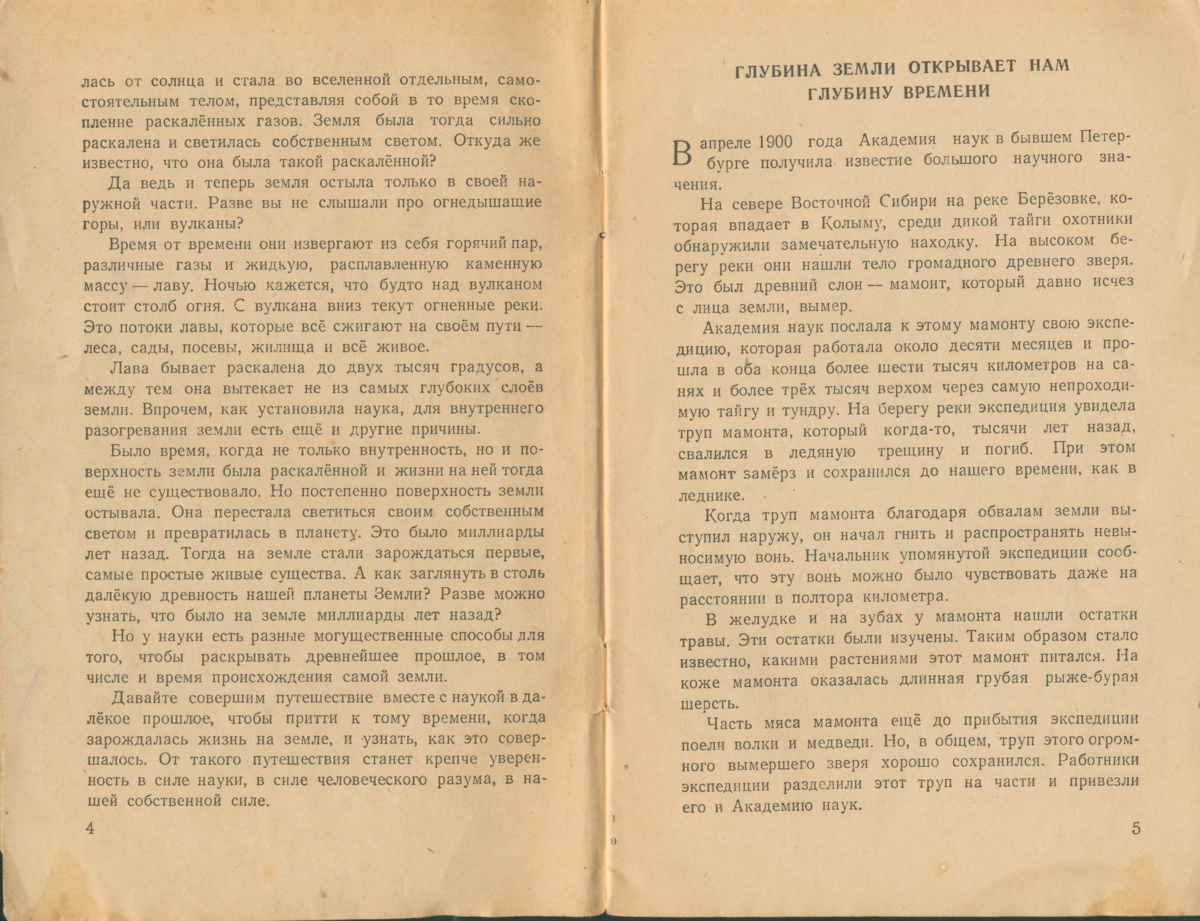 лась от солнца и стала во вселенной отдельным, само-
стоятельным телом, представляя собой в то время ско-
пление раскалённых газов. Земля была тогда сильно
раскалена и светилась собственным светом. Откуда же
известно, что она была такой раскалённой?
Да ведь и теперь земля остыла только в своей на-
ружной части. Разве вы не слышали про огнедышащие
горы, или вулканы?
Время от времени они извергают из себя горячий пар,
различные газы и жидкую, расплавленную каменную
массу — лаву. Ночью кажется, что будто над вулканом
стоит столб огня. С вулкана вниз текут огненные реки.
Это потоки лавы, которые всё сжигают на своём пути —
леса, сады, посевы, жилища и всё живое.
Лава бывает раскалена до двух тысяч градусов, а
между тем она вытекает не из самых глубоких слоёв
земли. Впрочем, как установила наука, для внутреннего
разогревания земли есть ещё и другие причины.
Было время, когда не только внутренность, но и по-
верхность земли была раскалённой и жизни на ней тогда
ещё не существовало. Но постепенно поверхность земли
остывала. Она перестала светиться своим собственным
светом и превратилась в планету. Это было миллиарды
лет назад. Тогда на земле стали зарождаться первые,
самые простые живые существа. А как заглянуть в столь
далёкую древность нашей планеты Земли? Разве можно
узнать, что было на земле миллиарды лет назад?
Но у науки есть разные могущественные способы для
того, чтобы раскрывать древнейшее прошлое, в том
числе и время происхождения самой земли.
Давайте совершим путешествие вместе с наукой в да-
лёкое прошлое, чтобы притти к тому времени, когда
зарождалась жизнь на земле, и узнать, как это совер-
шалось. От такого путешествия станет крепче уверен-
ность в силе науки, в силе человеческого разума, в на-
шей собственной силе.
4
ГЛУБИНА ЗЕМЛИ ОТКРЫВАЕТ НАМ
ГЛУБИНУ ВРЕМЕНИ
В апреле 1900 года Академия наук в бывшем Петер-
бурге получила известие большого научного зна-
чения.
На севере Восточной Сибири на реке Берёзовке, ко-
торая впадает в Колыму, среди дикой тайги охотники
обнаружили замечательную находку. На высоком бе-
регу реки они нашли тело громадного древнего зверя.
Это был древний слон — мамонт, который давно исчез
с лица земли, вымер.
Академия наук послала к этому мамонту свою экспе-
дицию, которая работала около десяти месяцев и про-
шла в оба конца более шести тысяч километров на са-
нях и более трёх тысяч верхом через самую непроходи-
мую тайгу и тундру. На берегу реки экспедиция увидела
труп мамонта, который когда-то, тысячи лет назад,
свалился в ледяную трещину и погиб. При этом
мамонт замёрз и сохранился до нашего времени, как в
леднике.
Когда труп мамонта благодаря обвалам земли вы-
ступил наружу, он начал гнить и распространять невы-
носимую вонь. Начальник упомянутой экспедиции сооб-
щает, что эту вонь можно было чувствовать даже на
расстоянии в полтора километра.
В желудке и на зубах у мамонта нашли остатки
травы. Эти остатки были изучены. Таким образом стало
известно, какими растениями этот мамонт питался. На
коже мамонта оказалась длинная грубая рыже-бурая
шерсть.
Часть мяса мамонта ещё до прибытия экспедиции
поели волки и медведи. Но, в общем, труп этого огром-
ного вымершего зверя хорошо сохранился. Работники
экспедиции разделили этот труп на части и привезли
его в Академию наук.
5